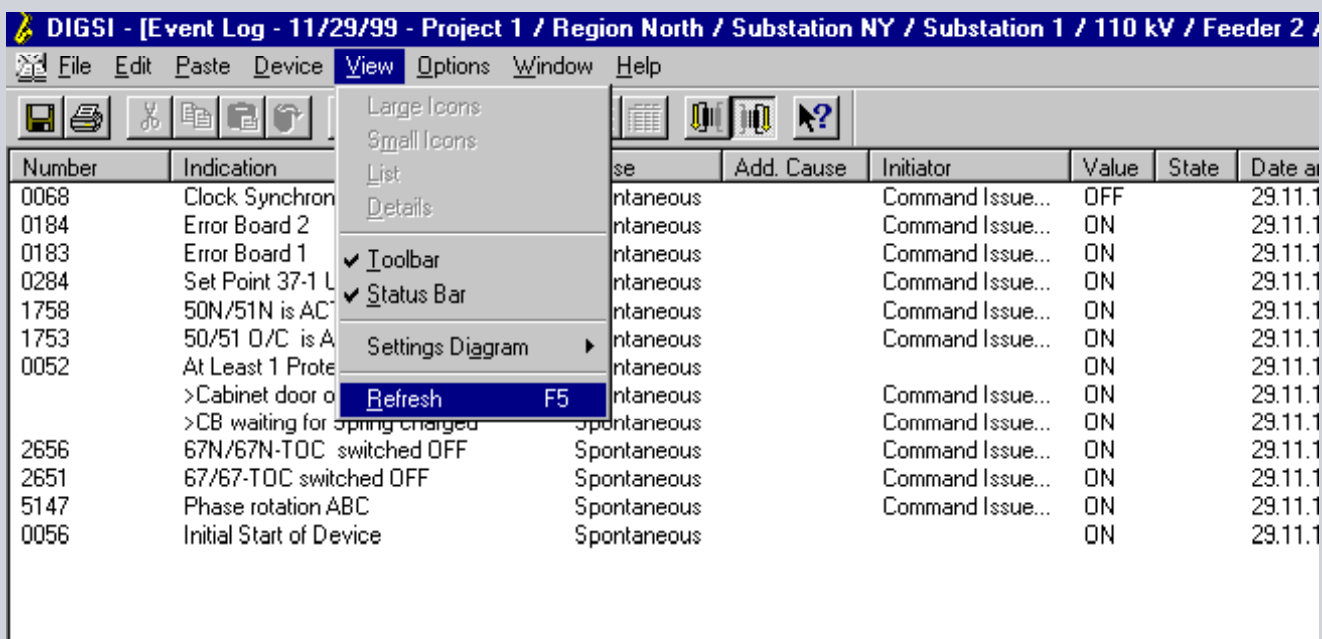 DIGSI - [Event Log - 11/29/99 - Project 1 / Region North / Substation NY / Substation 1 / 110 kV / Feeder 2 /
File Edit Paste Device View Options Window Help
Large Icons
Small Icons
List
Details
Toolbar
Status Bar
Settings Diagram
Refresh F5
Number Indication se Add. Cause Initiator Value State Date a
0068 Clock Synchron ntaneous Command Issue... OFF 29.11.1
0184 Error Board 2 ntaneous Command Issue... ON 29.11.1
0183 Error Board 1 ntaneous Command Issue... ON 29.11.1
0284 Set Point 37-1 U ntaneous Command Issue... ON 29.11.1
1758 50N/51N is AC ntaneous Command Issue... ON 29.11.1
1753 50/51 O/C is A ntaneous Command Issue... ON 29.11.1
0052 At Least 1 Prote ntaneous ON 29.11.1
>Cabinet door o ntaneous Command Issue... ON 29.11.1
>CB waiting for Spring charged Spontaneous Command Issue... ON 29.11.1
2656 67N/67N-TOC switched OFF Spontaneous Command Issue... ON 29.11.1
2651 67/67-TOC switched OFF Spontaneous Command Issue... ON 29.11.1
5147 Phase rotation ABC Spontaneous Command Issue... ON 29.11.1
0056 Initial Start of Device Spontaneous ON 29.11.1